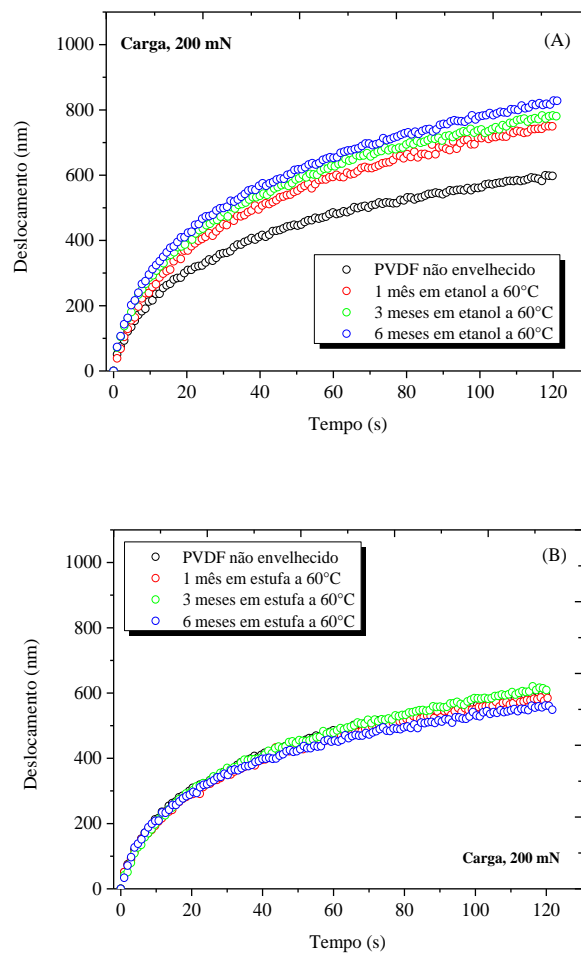 1000
Carga, 200 mN
(A)
800
600
400
200
0
Deslocamento (nm)
PVDF não envelhecido
1 mês em etanol a 60°C
3 meses em etanol a 60°C
6 meses em etanol a 60°C
0 20 40 60 80 100 120
Tempo (s)
PVDF não envelhecido
1 mês em estufa a 60°C
3 meses em estufa a 60°C
6 meses em estufa a 60°C
(B)
1000
800
600
400
200
0
Deslocamento (nm)
Carga, 200 mN
0 20 40 60 80 100 120
Tempo (s)